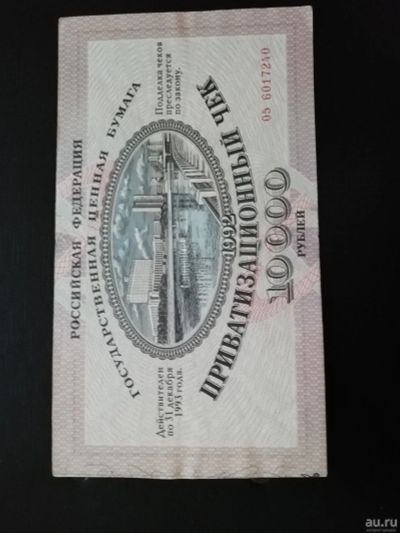 РОССИЙСКАЯ ФЕДЕРАЦИЯ
ГОСУДАРСТВЕННАЯ ЦЕННАЯ БУМАГА
Действителен
по 31 декабря
1993 года.
Подделка чеков
преследуется
по закону.
1992
ПРИВАТИЗАЦИОННЫЙ ЧЕК
10000
РУБЛЕЙ
05 6017240
au.ru